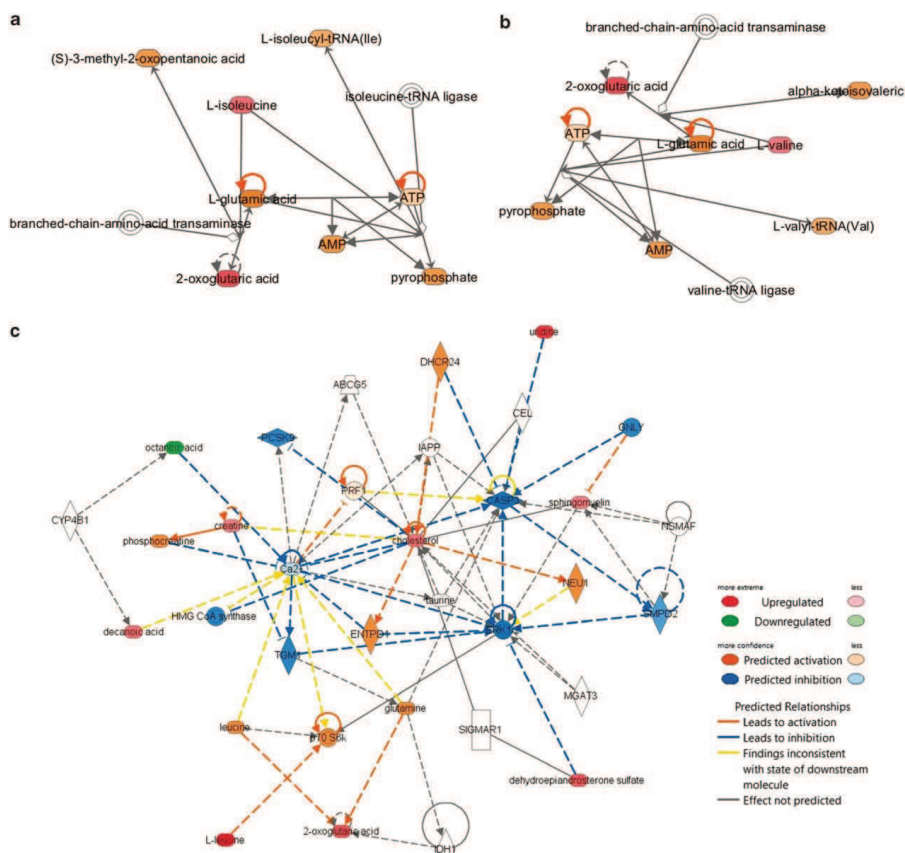 a
L-isoleucyl-tRNA(Ile)
(S)-3-methyl-2-oxopentanoic acid
isoleucine-tRNA ligase
L-isoleucine
L-glutamic acid
ATP
branched-chain-amino-acid transaminase
AMP
2-oxoglutaric acid
pyrophosphate
b
branched-chain-amino-acid transaminase
2-oxoglutaric acid
alpha-ketoisovaleric
ATP
L-glutamic acid
L-valine
pyrophosphate
L-valyl-tRNA(Val)
AMP
valine-tRNA ligase
c
uridine
DHCR24
ABCG5
CEL
PCSK9
GNLY
octanoic acid
IAPP
PRF1
CASP3
sphingomyelin
CYP4B1
creatine
NSMAF
phosphocreatine
cholesterol
Ca2+
NEU1
taurine
HMG CoA synthase
SMPD2
decanoic acid
ENTPD1
TGM1
MGAT3
glutamine
leucine
SIGMAR1
p70 S6k
dehydroepiandrosterone sulfate
L-leucine
2-oxoglutaric acid
IDH1
more extreme less
Upregulated
Downregulated
more confidence less
Predicted activation
Predicted inhibition
Predicted Relationships
Leads to activation
Leads to inhibition
Findings inconsistent
with state of downstream
molecule
Effect not predicted